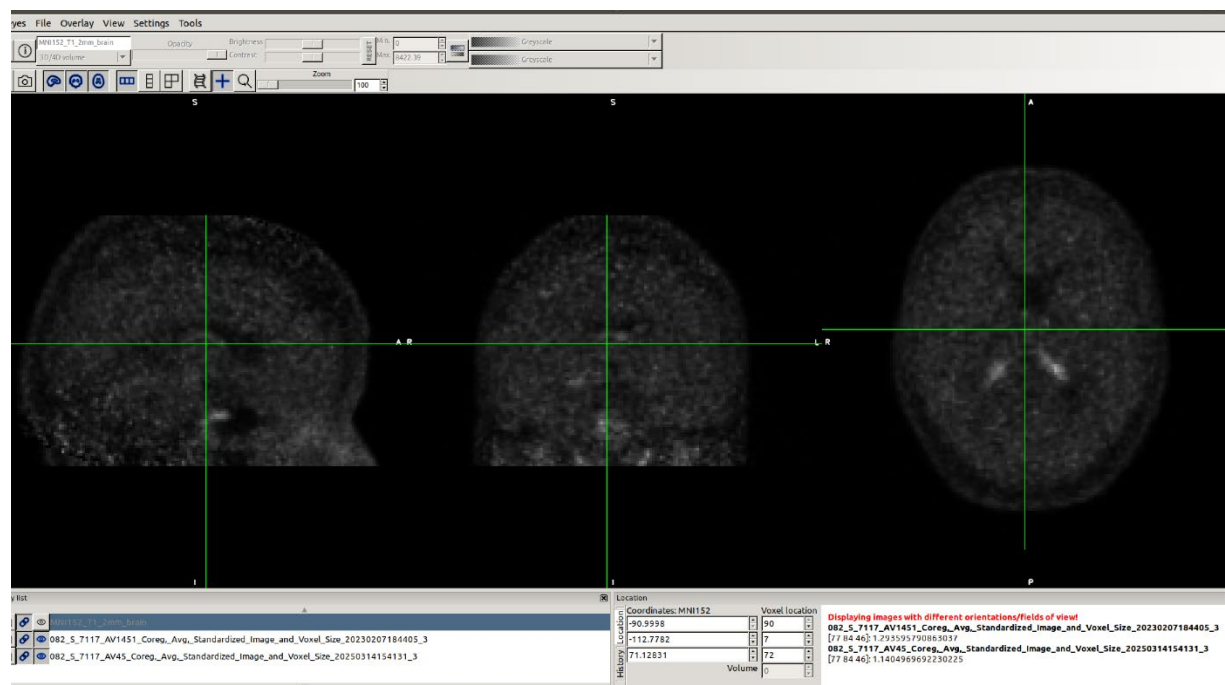 yes File Overlay View Settings Tools
MNI152_T1_2mm_brain Opacity Brightness Min. 0 Greyscale
3D/4D volume Contrast RESET Max. 8422.39 Greyscale
Zoom
100
S S A
A R L R
I I P
y list Location
Coordinates: MNI152 Voxel location
MNI152_T1_2mm_brain -90.9998 90 Displaying images with different orientations/fields of view!
082_S_7117_AV1451_Coreg,_Avg,_Standardized_Image_and_Voxel_Size_20230207184405_3 -112.7782 7 082_S_7117_AV1451_Coreg,_Avg,_Standardized_Image_and_Voxel_Size_20230207184405_3
[77 84 46]: 1.293595790863037
082_S_7117_AV45_Coreg,_Avg,_Standardized_Image_and_Voxel_Size_20250314154131_3 71.12831 72 082_S_7117_AV45_Coreg,_Avg,_Standardized_Image_and_Voxel_Size_20250314154131_3
[77 84 46]: 1.1404969692230225
Location History Volume 0